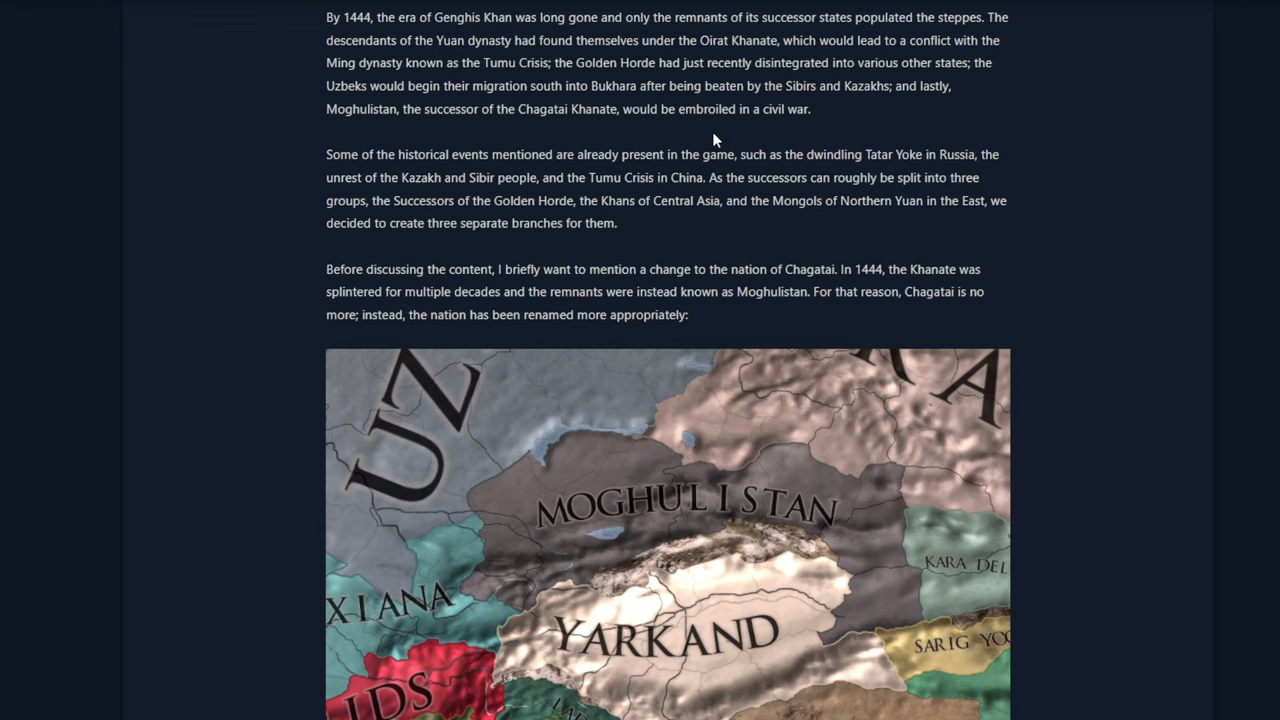 By 1444, the era of Genghis Khan was long gone and only the remnants of its successor states populated the steppes. The
descendants of the Yuan dynasty had found themselves under the Oirat Khanate, which would lead to a conflict with the
Ming dynasty known as the Tumu Crisis; the Golden Horde had just recently disintegrated into various other states; the
Uzbeks would begin their migration south into Bukhara after being beaten by the Sibirs and Kazakhs; and lastly,
Moghulistan, the successor of the Chagatai Khanate, would be embroiled in a civil war.
Some of the historical events mentioned are already present in the game, such as the dwindling Tatar Yoke in Russia, the
unrest of the Kazakh and Sibir people, and the Tumu Crisis in China. As the successors can roughly be split into three
groups, the Successors of the Golden Horde, the Khans of Central Asia, and the Mongols of Northern Yuan in the East, we
decided to create three separate branches for them.
Before discussing the content, I briefly want to mention a change to the nation of Chagatai. In 1444, the Khanate was
splintered for multiple decades and the remnants were instead known as Moghulistan. For that reason, Chagatai is no
more; instead, the nation has been renamed more appropriately:
UZ
A
MOGHULISTAN
KARA DEL
XIANA
YARKAND
SARIG YO
IDS